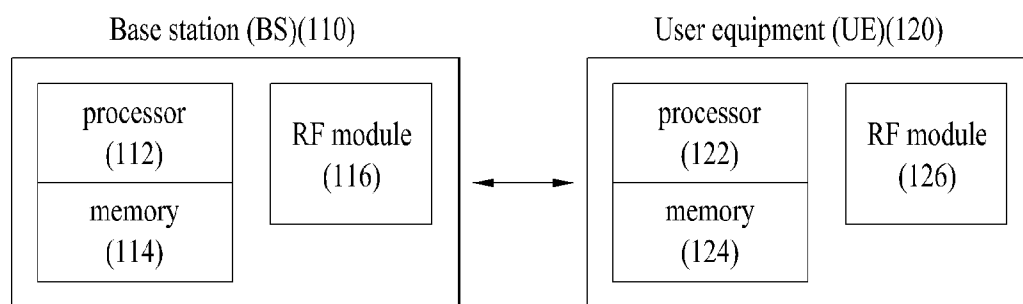 Base station (BS)(110)
processor
(112)
memory
(114)
RF module
(116)
User equipment (UE)(120)
processor
(122)
memory
(124)
RF module
(126)